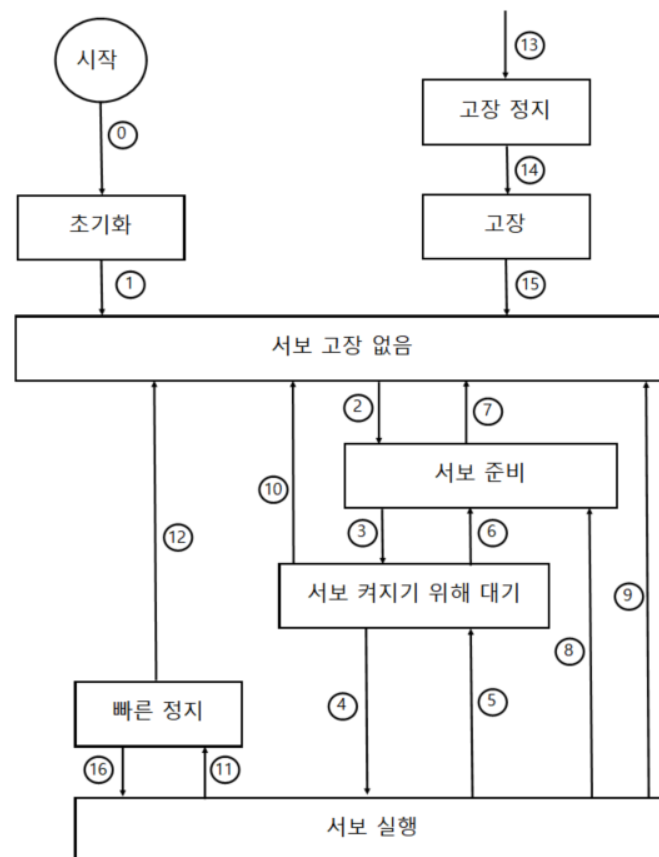 시작
13
고장 정지
0
14
초기화
고장
1
15
서보 고장 없음
2
7
서보 준비
10
3
6
12
서보 켜지기 위해 대기
9
8
빠른 정지
4
5
16
11
서보 실행